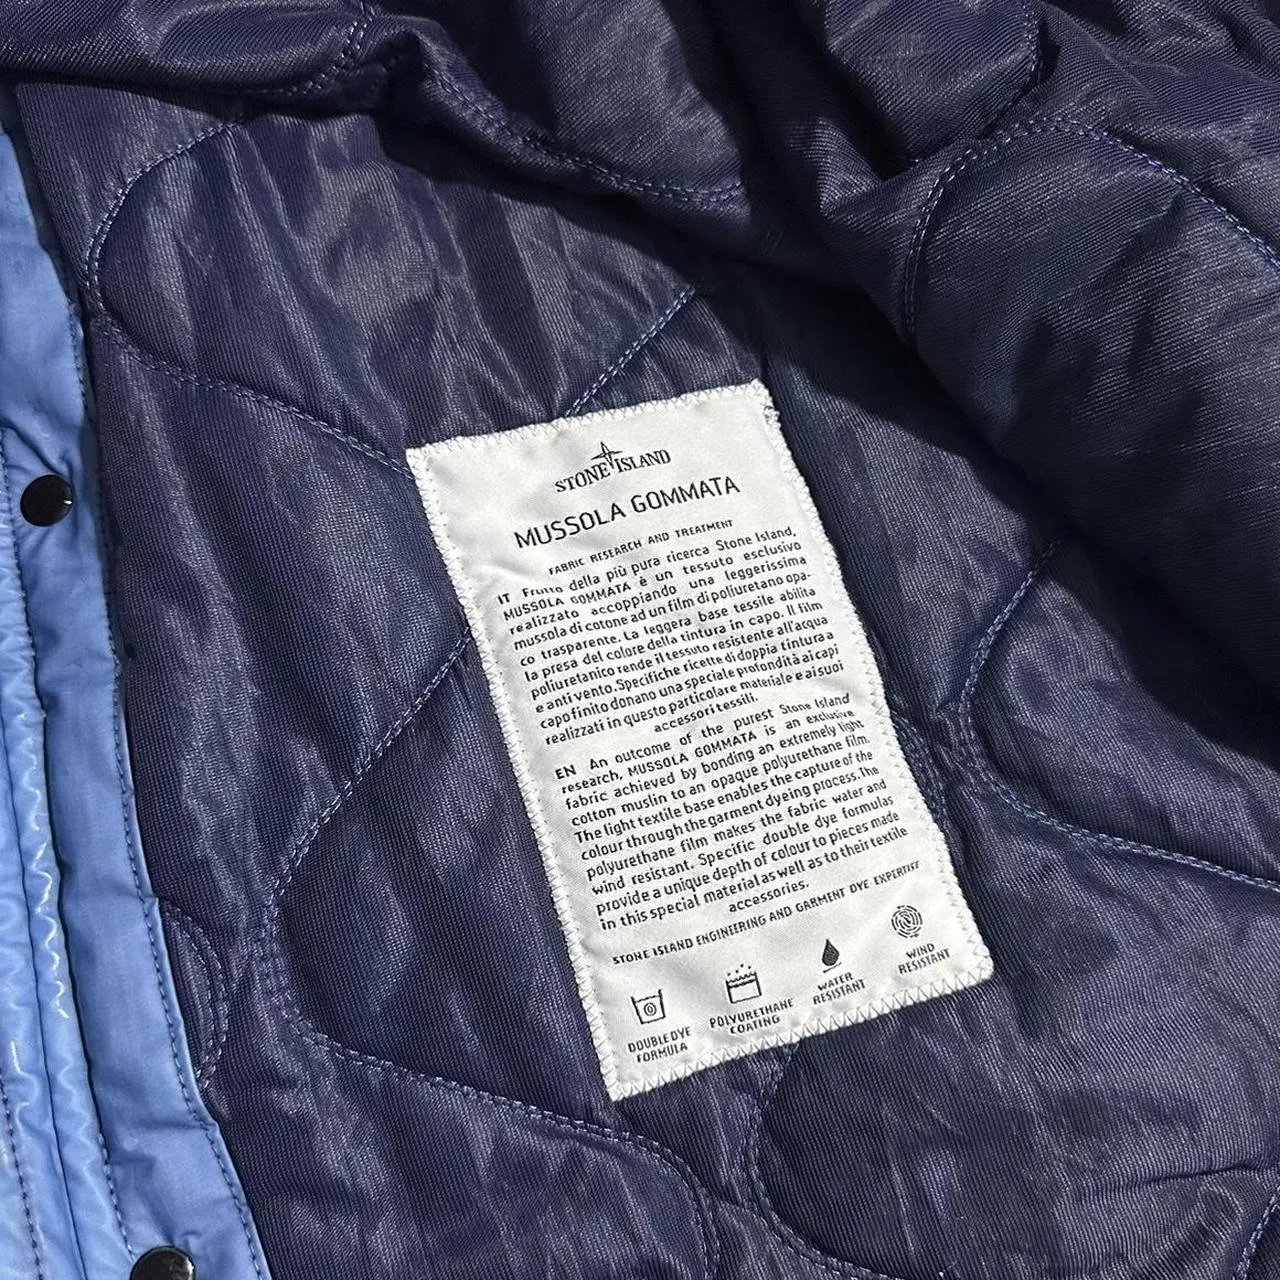 STONE ISLAND
MUSSOLA GOMMATA
FABRIC RESEARCH AND TREATMENT
IT Frutto della più pura ricerca Stone Island,
MUSSOLA GOMMATA è un tessuto esclusivo
realizzato accoppiando una leggerissima
mussola di cotone ad un film di poliuretano opa-
co trasparente. La leggera base tessile abilita
la presa del colore della tintura in capo. Il film
poliuretanico rende il tessuto resistente all'acqua
e anti vento. Specifiche ricette di doppia tintura a
capo finito donano una speciale profondità ai capi
realizzati in questo particolare materiale e ai suoi
accessori tessili.
EN An outcome of the purest Stone Island
research, MUSSOLA GOMMATA is an exclusive
fabric achieved by bonding an extremely light
cotton muslin to an opaque polyurethane film.
The light textile base enables the capture of the
colour through the garment dyeing process. The
polyurethane film makes the fabric water and
wind resistant. Specific double dye formulas
provide a unique depth of colour to pieces made
in this special material as well as to their textile
accessories.
STONE ISLAND ENGINEERING AND GARMENT DYE EXPERTISE
DOUBLE DYE
FORMULA
POLYURETHANE
COATING
WATER
RESISTANT
WIND
RESISTANT